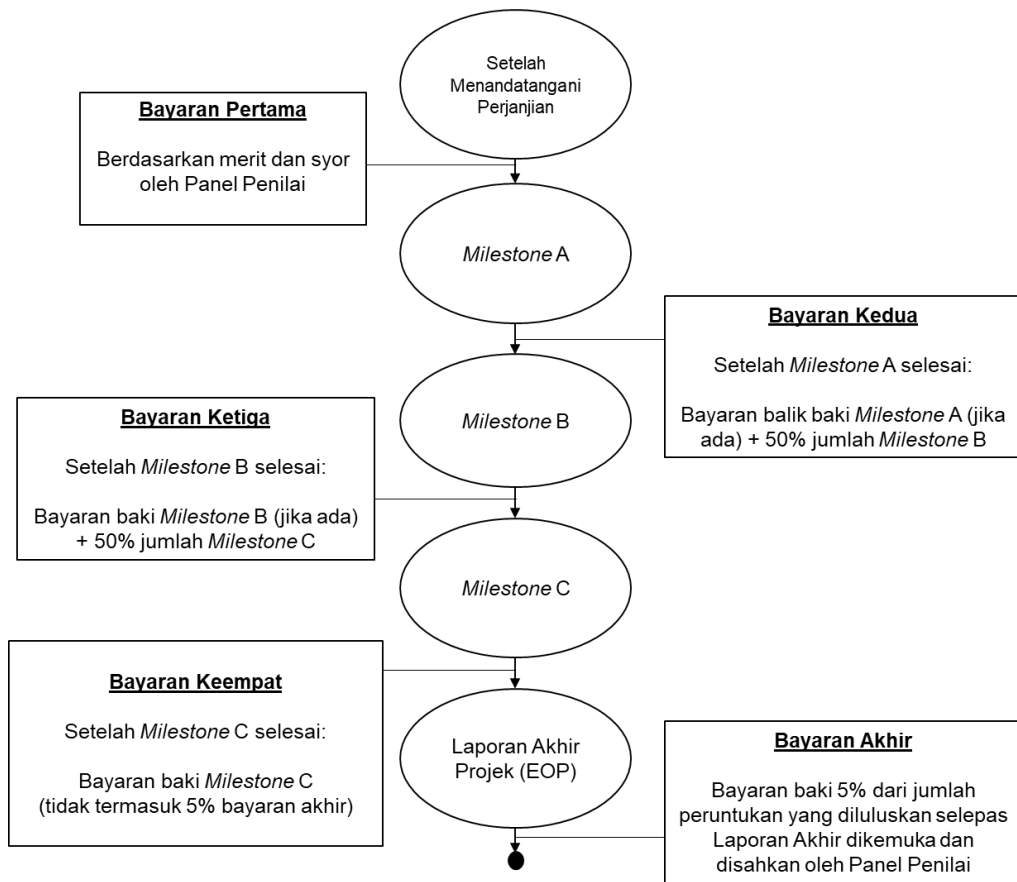 Setelah
Menandatangani
Perjanjian
Bayaran Pertama
Berdasarkan merit dan syor
oleh Panel Penilai
Milestone A
Bayaran Kedua
Setelah Milestone A selesai:
Bayaran balik baki Milestone A (jika
ada) + 50% jumlah Milestone B
Milestone B
Bayaran Ketiga
Setelah Milestone B selesai:
Bayaran baki Milestone B (jika ada)
+ 50% jumlah Milestone C
Milestone C
Bayaran Keempat
Setelah Milestone C selesai:
Bayaran baki Milestone C
(tidak termasuk 5% bayaran akhir)
Laporan Akhir
Projek (EOP)
Bayaran Akhir
Bayaran baki 5% dari jumlah
peruntukan yang diluluskan selepas
Laporan Akhir dikemuka dan
disahkan oleh Panel Penilai